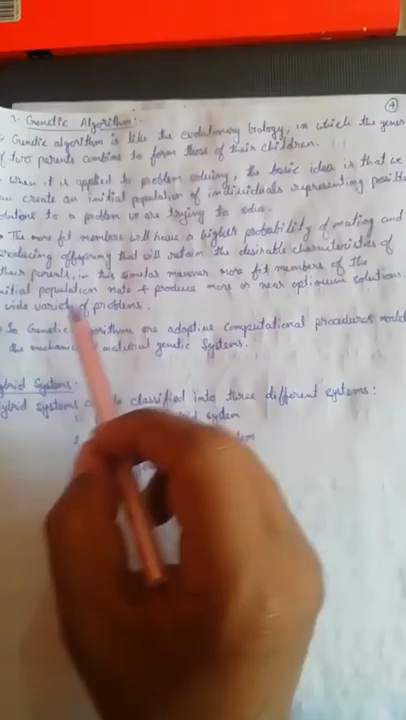 4
3. Genetic Algorithm:-
Genetic algorithm is like the evolutionary biology, in which the genes
of two parents combine to form those of their children.
When it is applied to problem solving, the basic idea is that we
can create an initial population of individuals representing possible
solutions to a problem we are trying to solve.
The more fit members will have a higher probability of mating and
producing offspring that will retain the desirable characteristics of
their parents, in this similar manner more fit members of the
initial population mate & produce more or near optimum solutions.
wide variety of problems.
So Genetic algorithms are adaptive computational procedures
the natural genetic systems.
Hybrid Systems:-
Hybrid systems can be classified into three different systems:
1. system